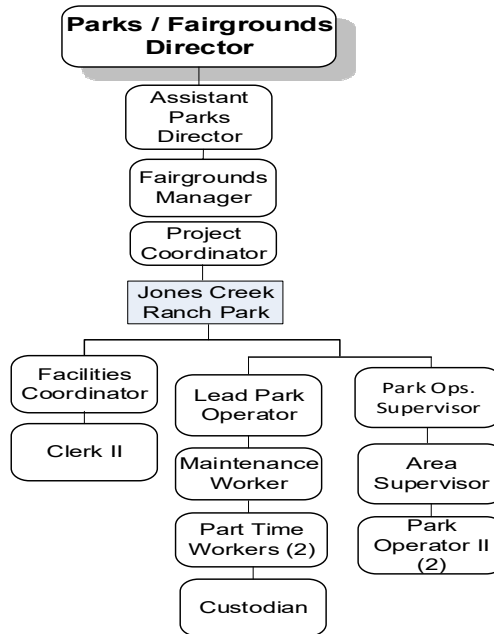 Parks / Fairgrounds
Director
Assistant
Parks
Director
Fairgrounds
Manager
Project
Coordinator
Jones Creek
Ranch Park
Facilities
Coordinator
Clerk II
Lead Park
Operator
Maintenance
Worker
Part Time
Workers (2)
Custodian
Park Ops.
Supervisor
Area
Supervisor
Park
Operator II
(2)